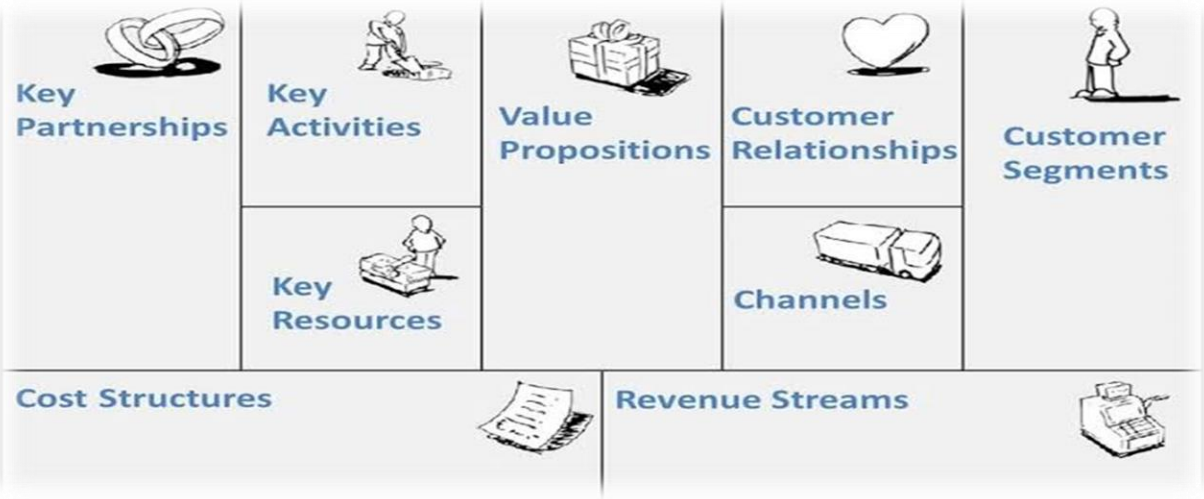 Key
Partnerships
Key
Activities
Key
Resources
Value
Propositions
Customer
Relationships
Channels
Customer
Segments
Cost Structures
Revenue Streams